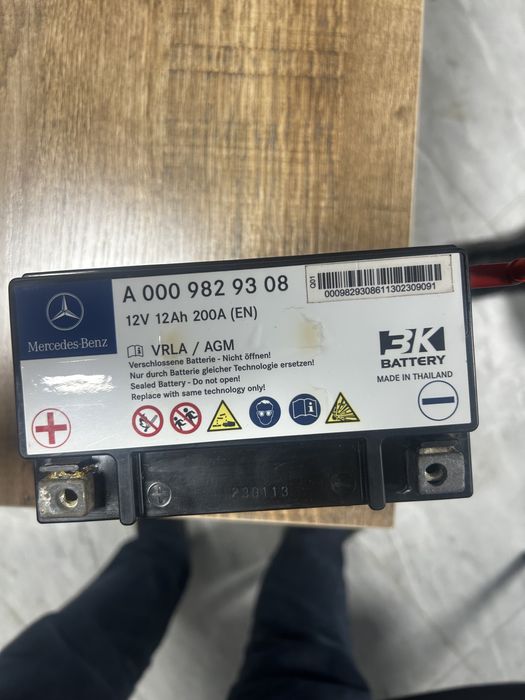 A 000 982 93 08
12V 12Ah 200A (EN)
Q01
000982930861130230​9091
Mercedes-Benz
VRLA / AGM
Verschlossene Batterie - Nicht öffnen!
Nur durch Batterie gleicher Technologie ersetzen!
Sealed Battery - Do not open!
Replace with same technology only!
3K
BATTERY
MADE IN THAILAND
230113